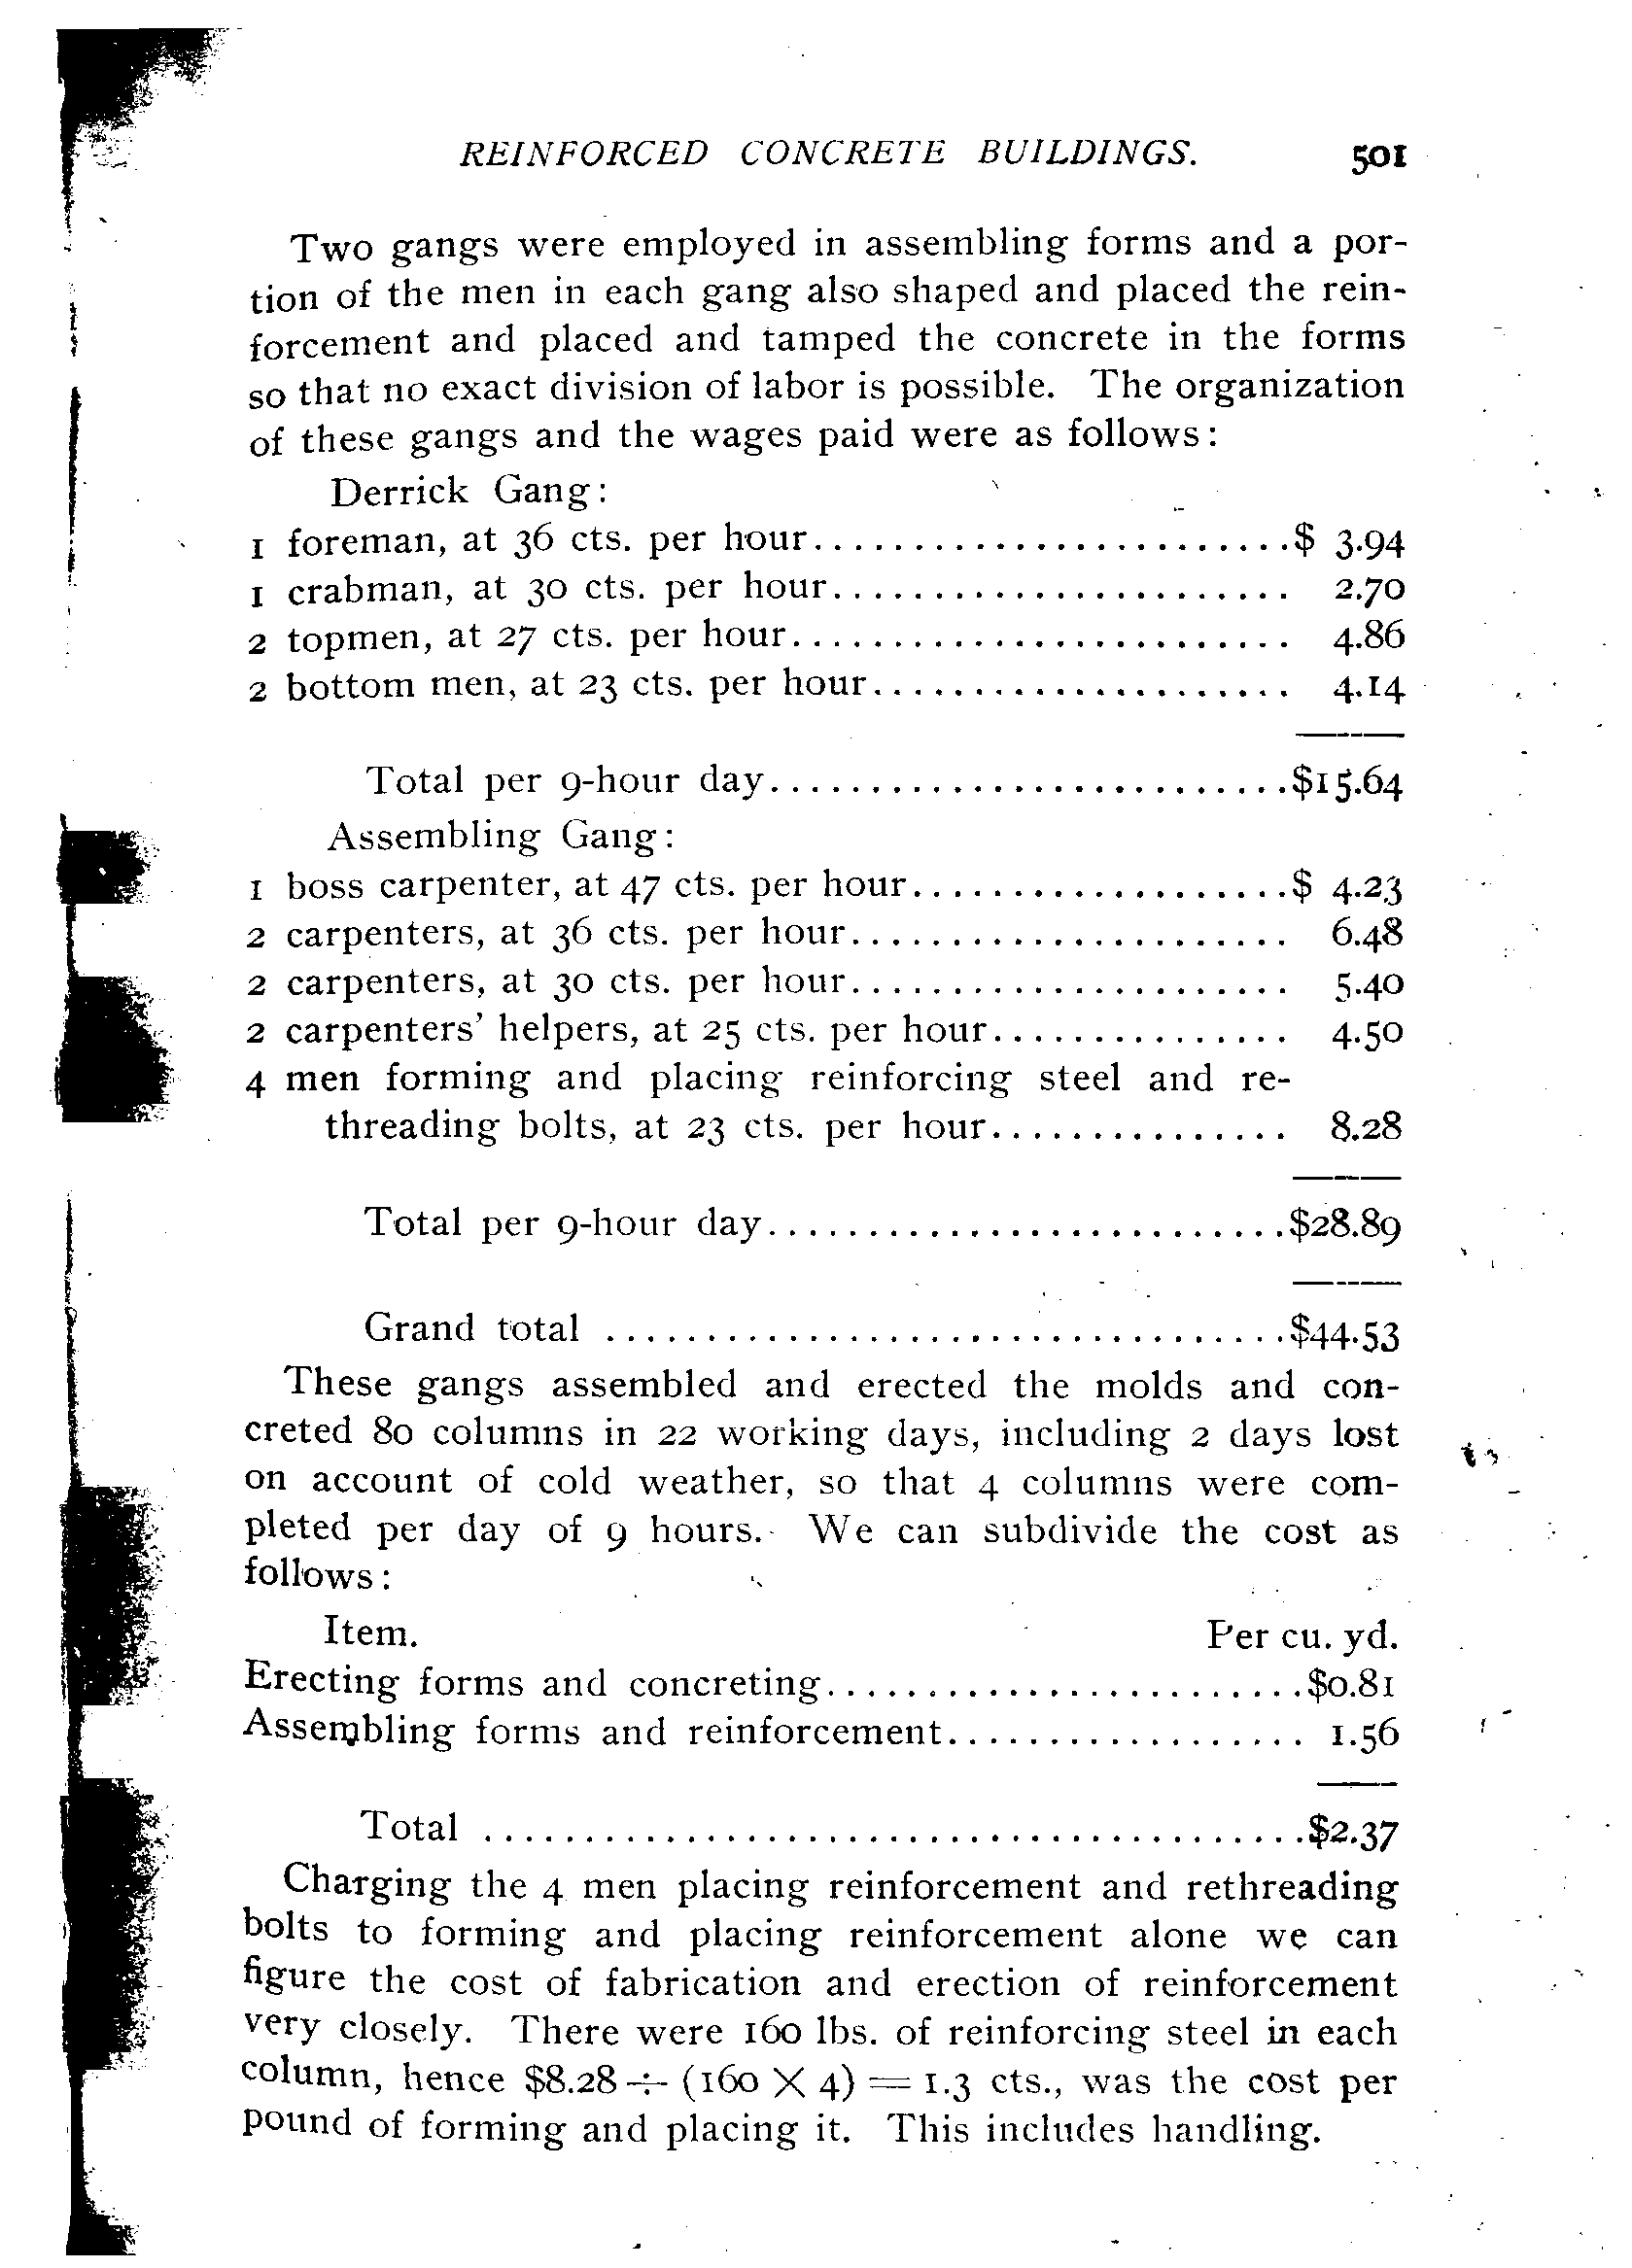 REINFORCED CONCRETE BUILDINGS. 501
Two gangs were employed in assembling forms and a por-
tion of the men in each gang also shaped and placed the rein-
forcement and placed and tamped the concrete in the forms
so that no exact division of labor is possible. The organization
of these gangs and the wages paid were as follows:
Derrick Gang:
1 foreman, at 36 cts. per hour........................$ 3.94
1 crabman, at 30 cts. per hour....................... 2.70
2 topmen, at 27 cts. per hour......................... 4.86
2 bottom men, at 23 cts. per hour..................... 4.14
Total per 9-hour day..........................$15.64
Assembling Gang:
1 boss carpenter, at 47 cts. per hour...................$ 4.23
2 carpenters, at 36 cts. per hour...................... 6.48
2 carpenters, at 30 cts. per hour...................... 5.40
2 carpenters' helpers, at 25 cts. per hour............... 4.50
4 men forming and placing reinforcing steel and re-
threading bolts, at 23 cts. per hour............... 8.28
Total per 9-hour day..........................$28.89
Grand total ..................................$44.53
These gangs assembled and erected the molds and con-
creted 80 columns in 22 working days, including 2 days lost
on account of cold weather, so that 4 columns were com-
pleted per day of 9 hours. We can subdivide the cost as
follows:
Item. Per cu. yd.
Erecting forms and concreting........................$0.81
Assembling forms and reinforcement.................. 1.56
Total .........................................$2.37
Charging the 4 men placing reinforcement and rethreading
bolts to forming and placing reinforcement alone we can
figure the cost of fabrication and erection of reinforcement
very closely. There were 160 lbs. of reinforcing steel in each
column, hence $8.28 ÷ (160 × 4) = 1.3 cts., was the cost per
pound of forming and placing it. This includes handling.